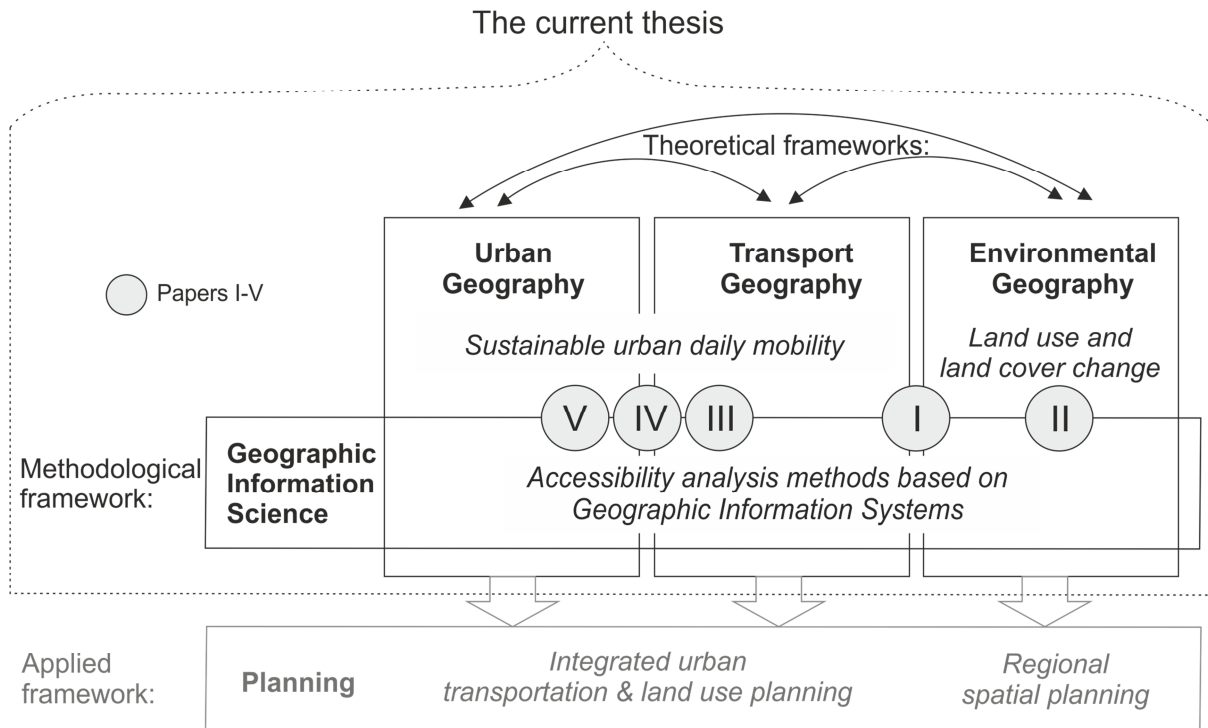 The current thesis
Theoretical frameworks:
Urban
Geography
Transport
Geography
Environmental
Geography
Papers I-V
Sustainable urban daily mobility
Land use and
land cover change
V
IV
III
I
II
Methodological
framework:
Geographic
Information
Science
Accessibility analysis methods based on
Geographic Information Systems
Applied
framework:
Planning
Integrated urban
transportation & land use planning
Regional
spatial planning